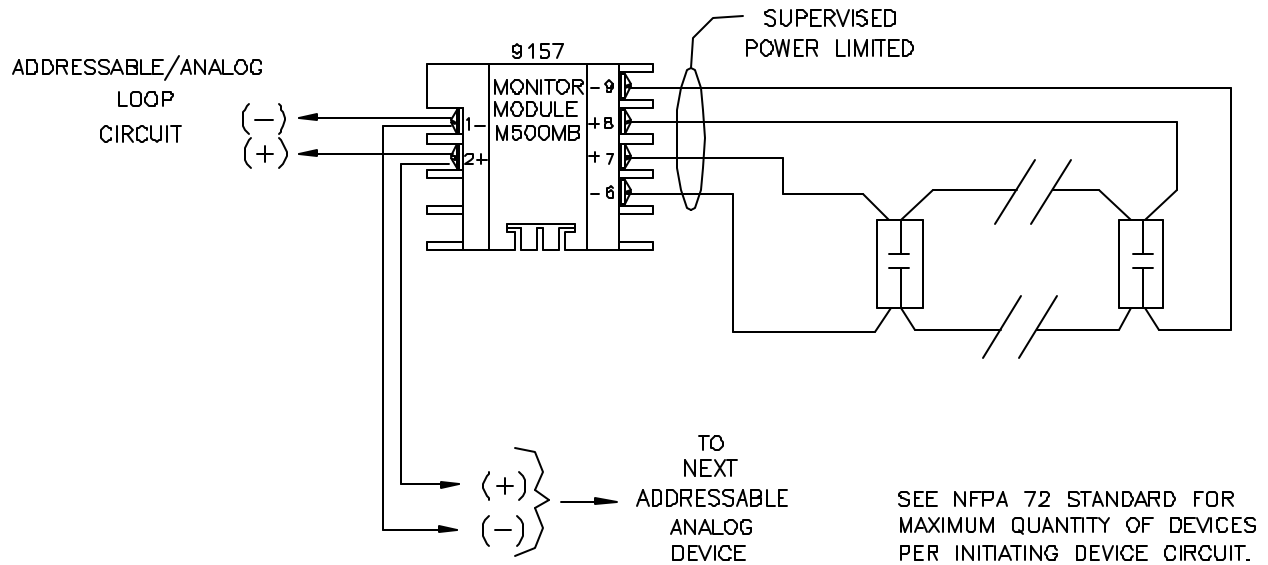 SUPERVISED
POWER LIMITED
9157
ADDRESSABLE/ANALOG
LOOP
CIRCUIT
(-)
(+)
MONITOR
MODULE
M500MB
1-
2+
-9
+8
+7
-6
(+)
(-)
TO
NEXT
ADDRESSABLE
ANALOG
DEVICE
SEE NFPA 72 STANDARD FOR
MAXIMUM QUANTITY OF DEVICES
PER INITIATING DEVICE CIRCUIT.